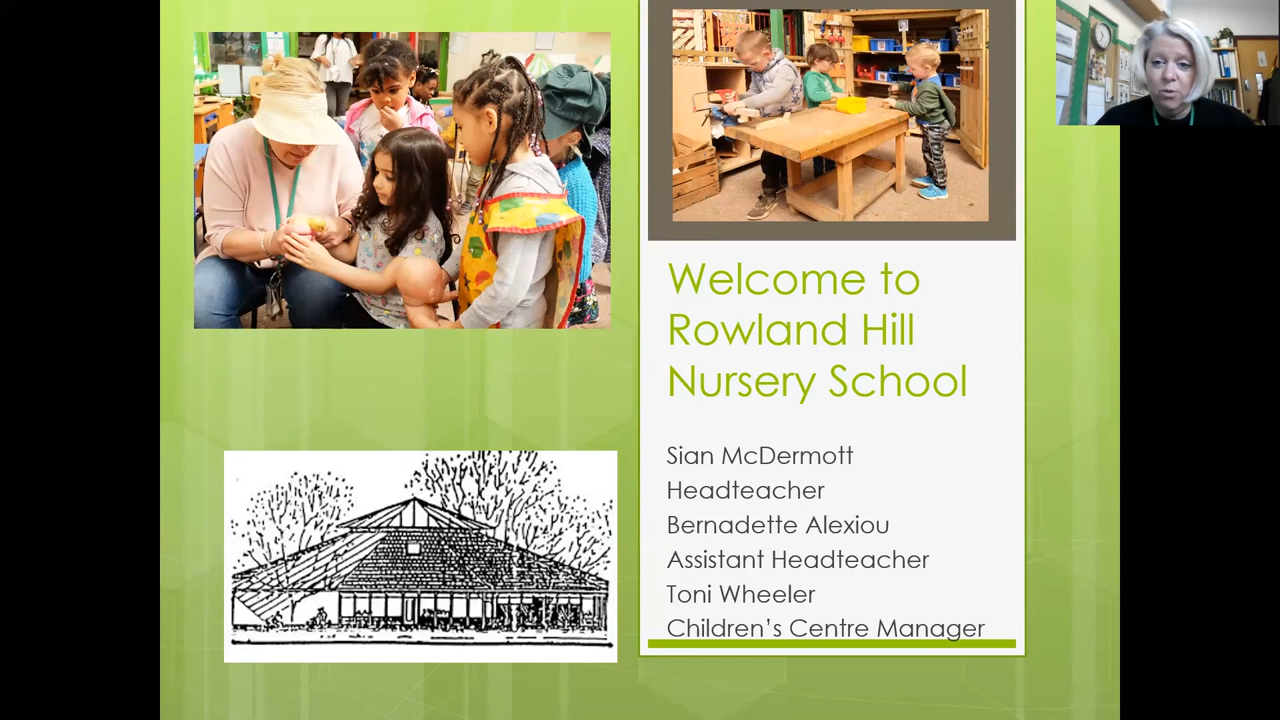 Welcome to
Rowland Hill
Nursery School
Sian McDermott
Headteacher
Bernadette Alexiou
Assistant Headteacher
Toni Wheeler
Children’s Centre Manager